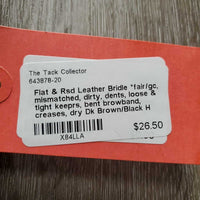 The Tack Collector
643878-20
Flat & Rsd Leather Bridle *fair/gc,
mismatched, dirty, dents, loose &
tight keeprs, bent browband,
creases, dry Dk Brown/Black H
$26.50
X84LLA